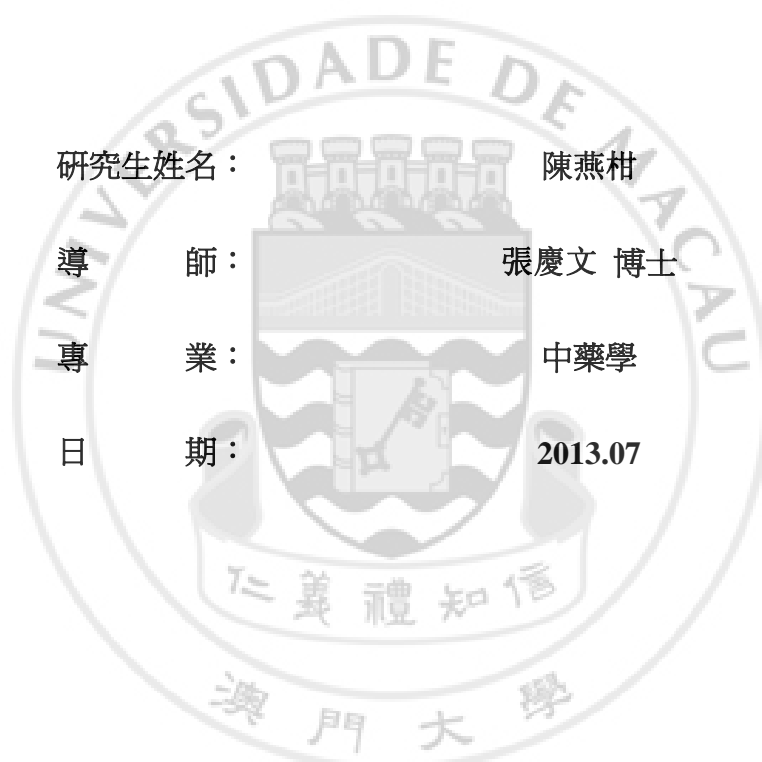 UNIVERSIDADE DE MACAU
研究生姓名： 陳燕柑
導 師： 張慶文 博士
專 業： 中藥學
日 期： 2013.07
仁義禮知信
澳門大學